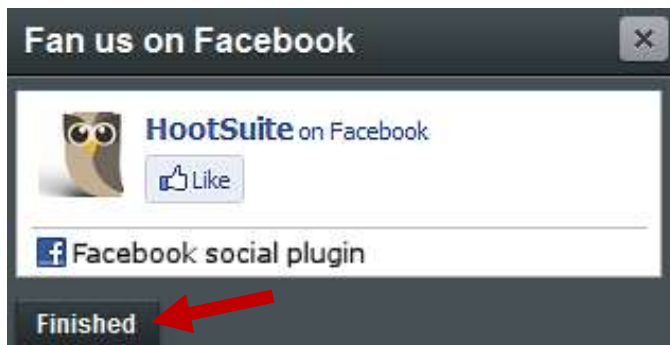 Fan us on Facebook
HootSuite on Facebook
Like
Facebook social plugin
Finished